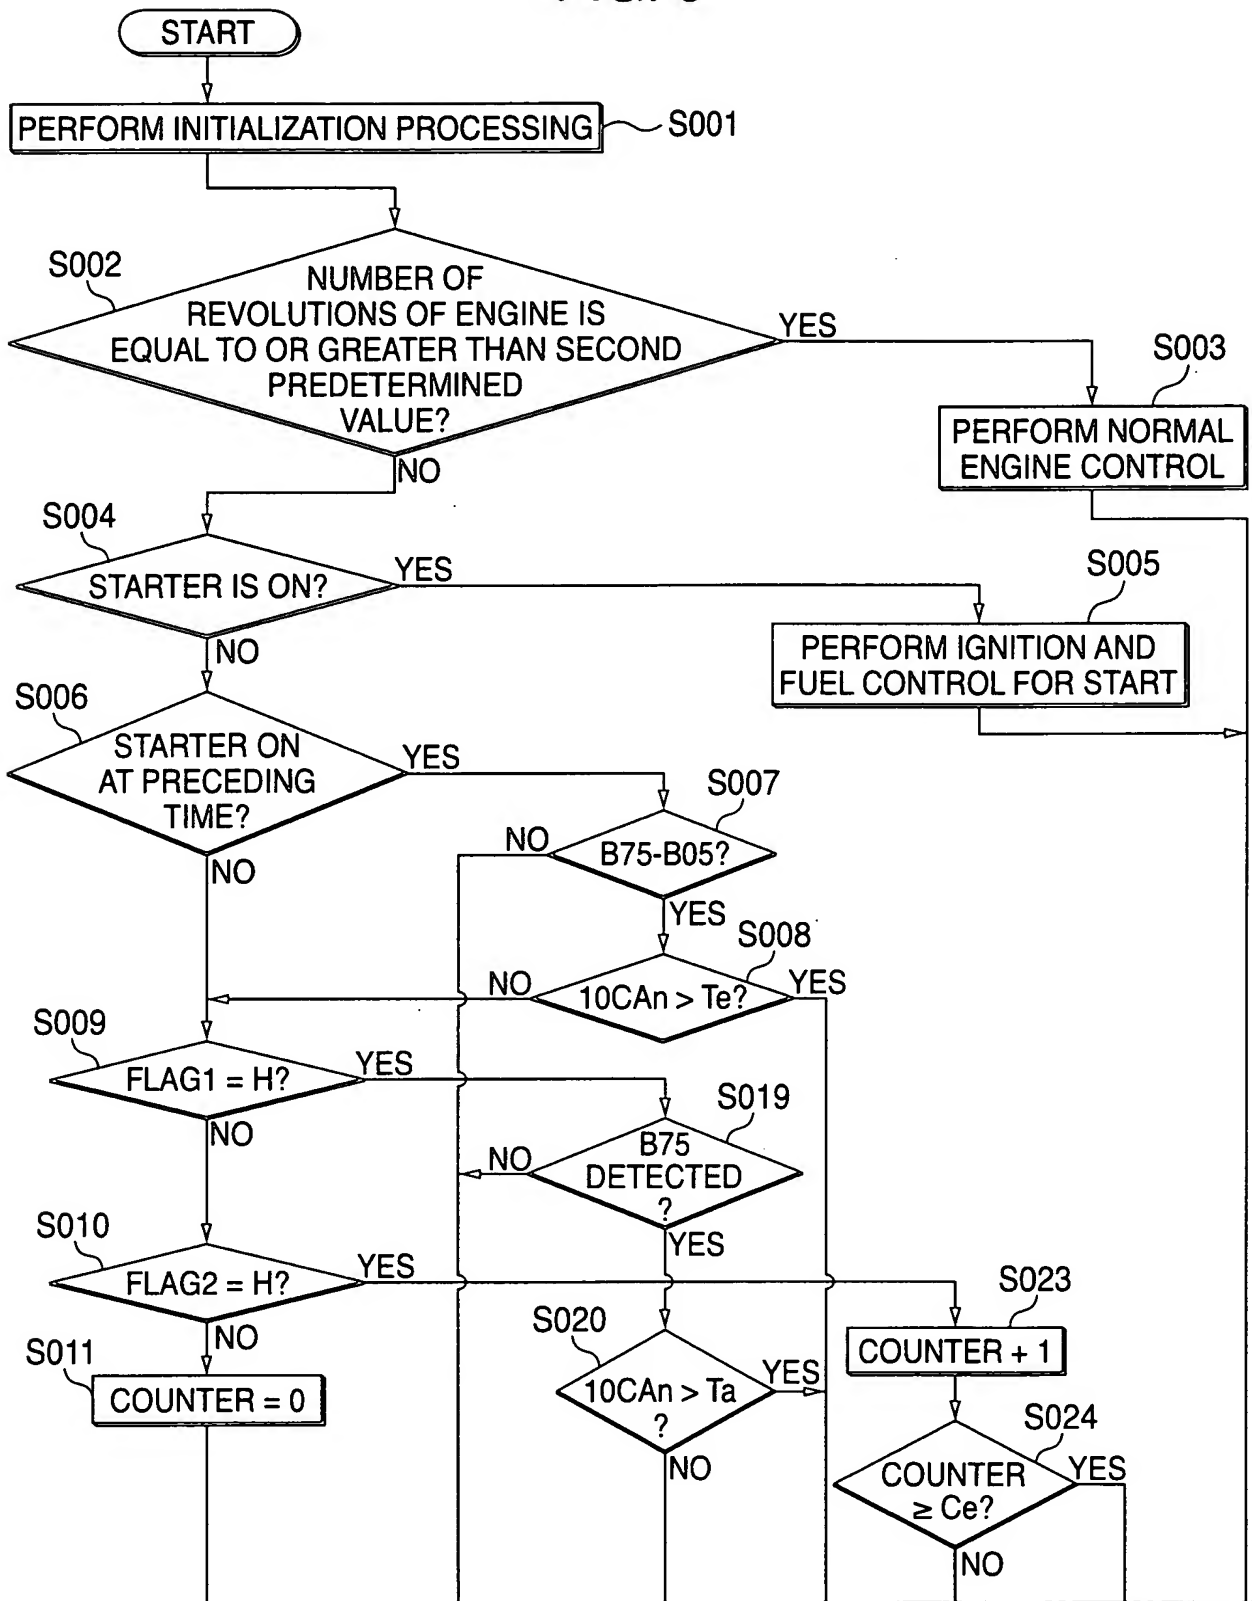 START
PERFORM INITIALIZATION PROCESSING
S001
S002
NUMBER OF
REVOLUTIONS OF ENGINE IS
EQUAL TO OR GREATER THAN SECOND
PREDETERMINED
VALUE?
YES
NO
S003
PERFORM NORMAL
ENGINE CONTROL
S004
STARTER IS ON?
YES
NO
S005
PERFORM IGNITION AND
FUEL CONTROL FOR START
S006
STARTER ON
AT PRECEDING
TIME?
YES
NO
S007
B75-B05?
NO
YES
S008
10CAn > Te?
NO
YES
S009
FLAG1 = H?
YES
NO
S019
B75
DETECTED
?
NO
YES
S010
FLAG2 = H?
YES
NO
S011
COUNTER = 0
S020
10CAn > Ta
?
YES
NO
S023
COUNTER + 1
S024
COUNTER
≥ Ce?
YES
NO